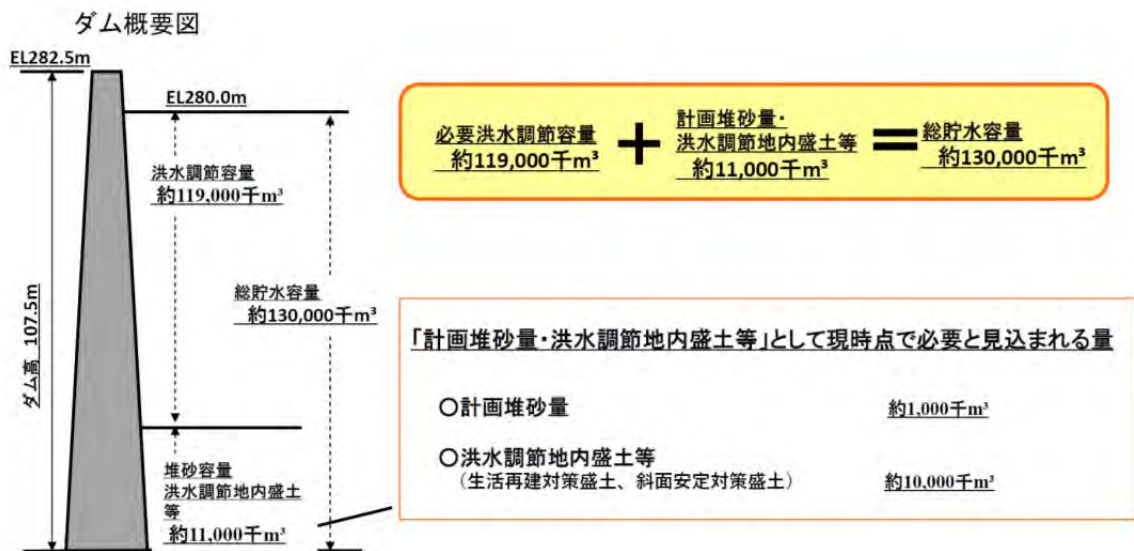 ダム概要図
EL282.5m
EL280.0m
洪水調節容量
約119,000千m³
総貯水容量
約130,000千m³
ダム高 107.5m
堆砂容量
洪水調節地内盛土
等
約11,000千m³
必要洪水調節容量
約119,000千m³
+
計画堆砂量・
洪水調節地内盛土等
約11,000千m³
=
総貯水容量
約130,000千m³
「計画堆砂量・洪水調節地内盛土等」として現時点で必要と見込まれる量
○計画堆砂量 約1,000千m³
○洪水調節地内盛土等
(生活再建対策盛土、斜面安定対策盛土) 約10,000千m³